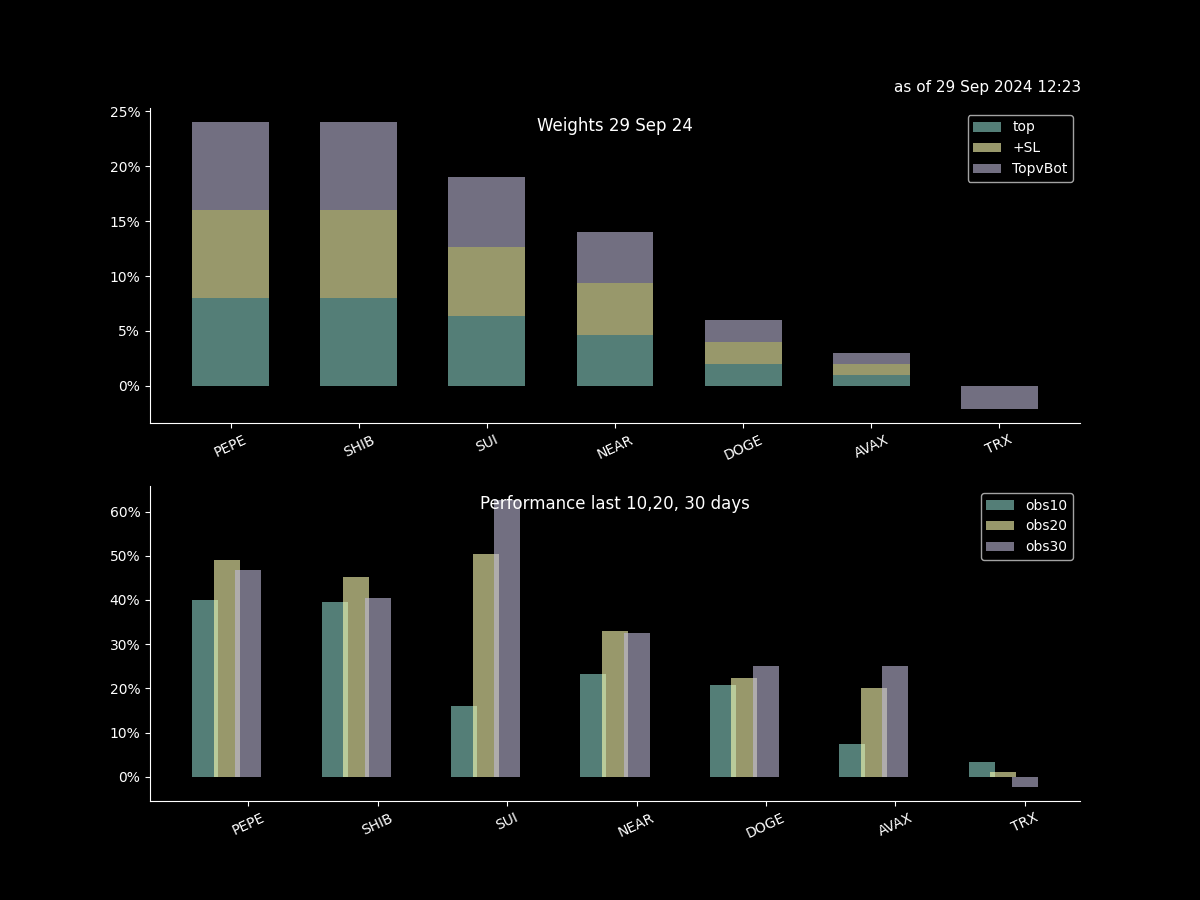 as of 29 Sep 2024 12:23
Weights 29 Sep 24
25%
20%
15%
10%
5%
0%
top
+SL
TopvBot
PEPE SHIB SUI NEAR DOGE AVAX TRX
Performance last 10,20, 30 days
60%
50%
40%
30%
20%
10%
0%
obs10
obs20
obs30
PEPE SHIB SUI NEAR DOGE AVAX TRX